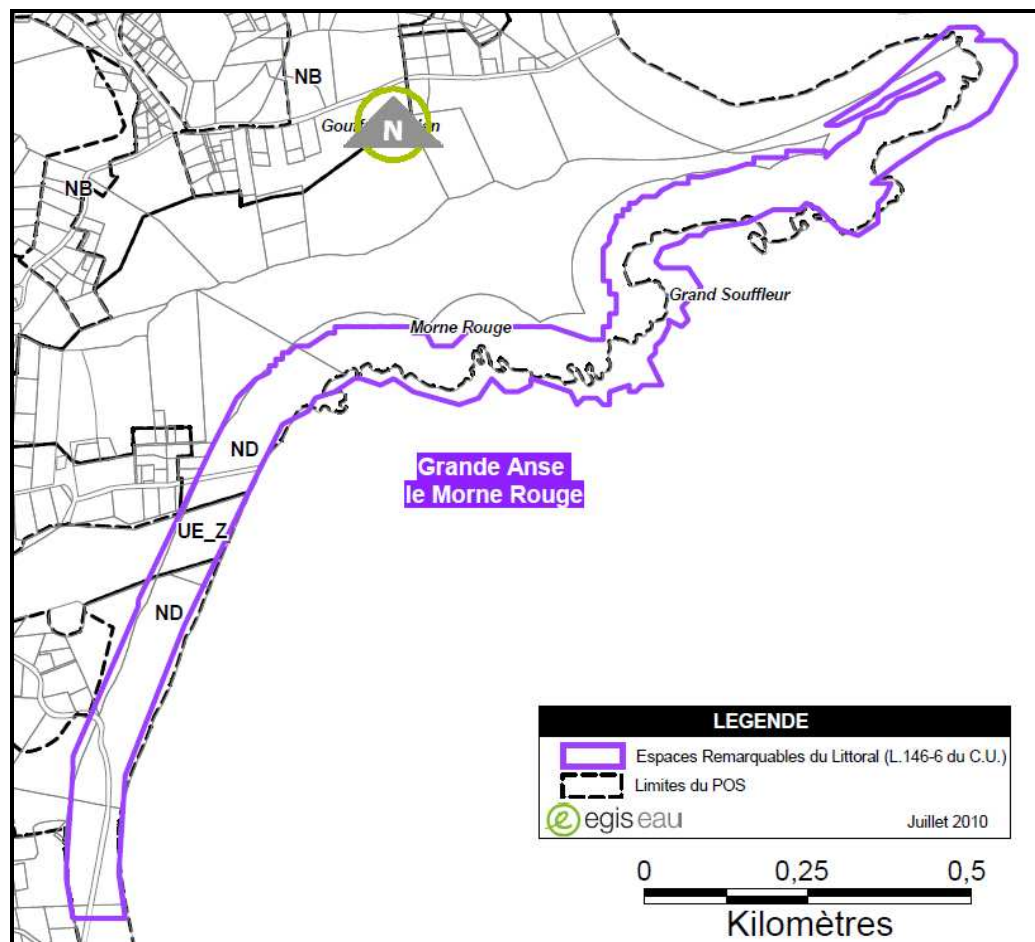 NB
NB
N
Morne Rouge
Grand Souffleur
ND
Grande Anse
le Morne Rouge
UE_Z
ND
LEGENDE
Espaces Remarquables du Littoral (L.146-6 du C.U.)
Limites du POS
egis eau
Juillet 2010
0 0,25 0,5
Kilomètres